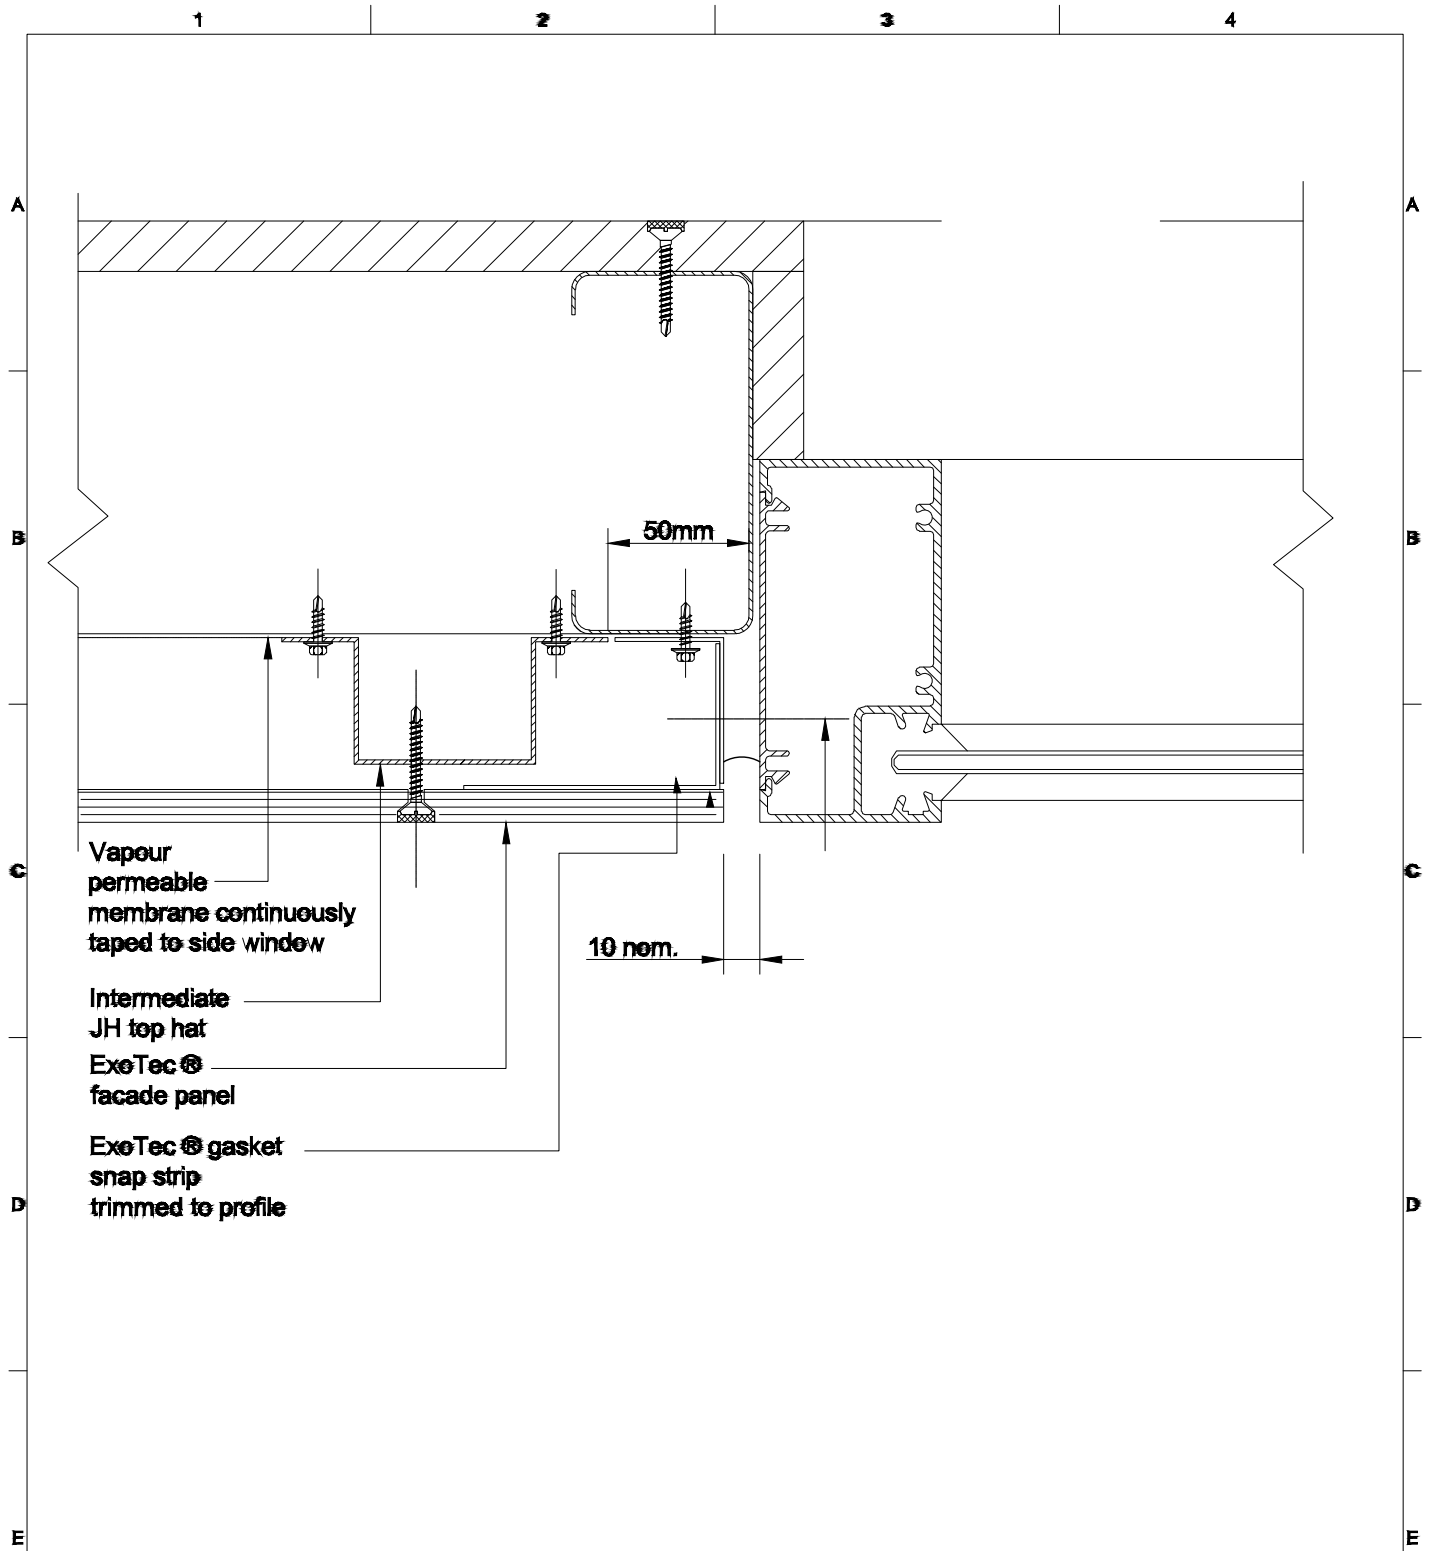 1 2 3 4
A A
50mm
B B
Vapour
permeable
C C
membrane continuously
taped to side window
10 nom.
Intermediate
JH top hat
ExoTec ®
facade panel
ExoTec ® gasket
snap strip
trimmed to profile
D D
E E